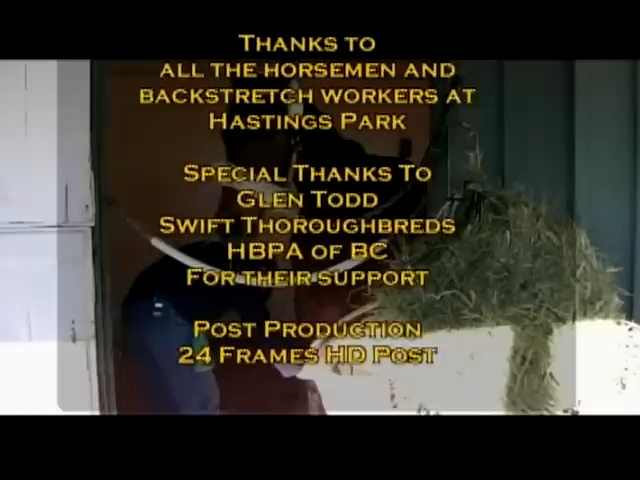 Thanks to
all the horsemen and
backstretch workers at
Hastings Park
Special Thanks To
Glen Todd
Swift Thoroughbreds
HBPA of BC
For their support
Post Production
24 Frames HD Post